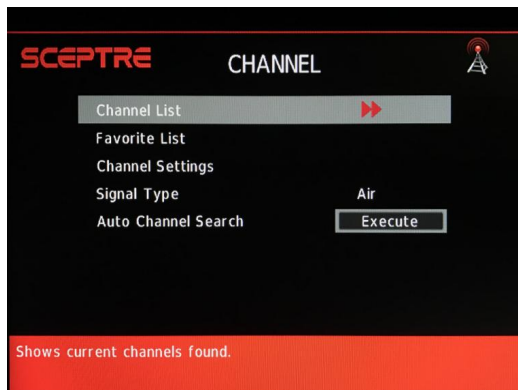 SCEPTRE
CHANNEL
Channel List
Favorite List
Channel Settings
Signal Type Air
Auto Channel Search Execute
Shows current channels found.